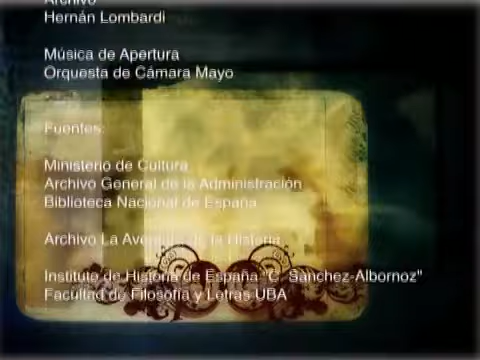 Archivo
Hernán Lombardi
Música de Apertura
Orquesta de Cámara Mayo
Fuentes:
Ministerio de Cultura
Archivo General de la Administración
Biblioteca Nacional de España
Archivo La Aventura de la Historia
Instituto de Historia de España "C. Sánchez-Albornoz"
Facultad de Filosofía y Letras UBA